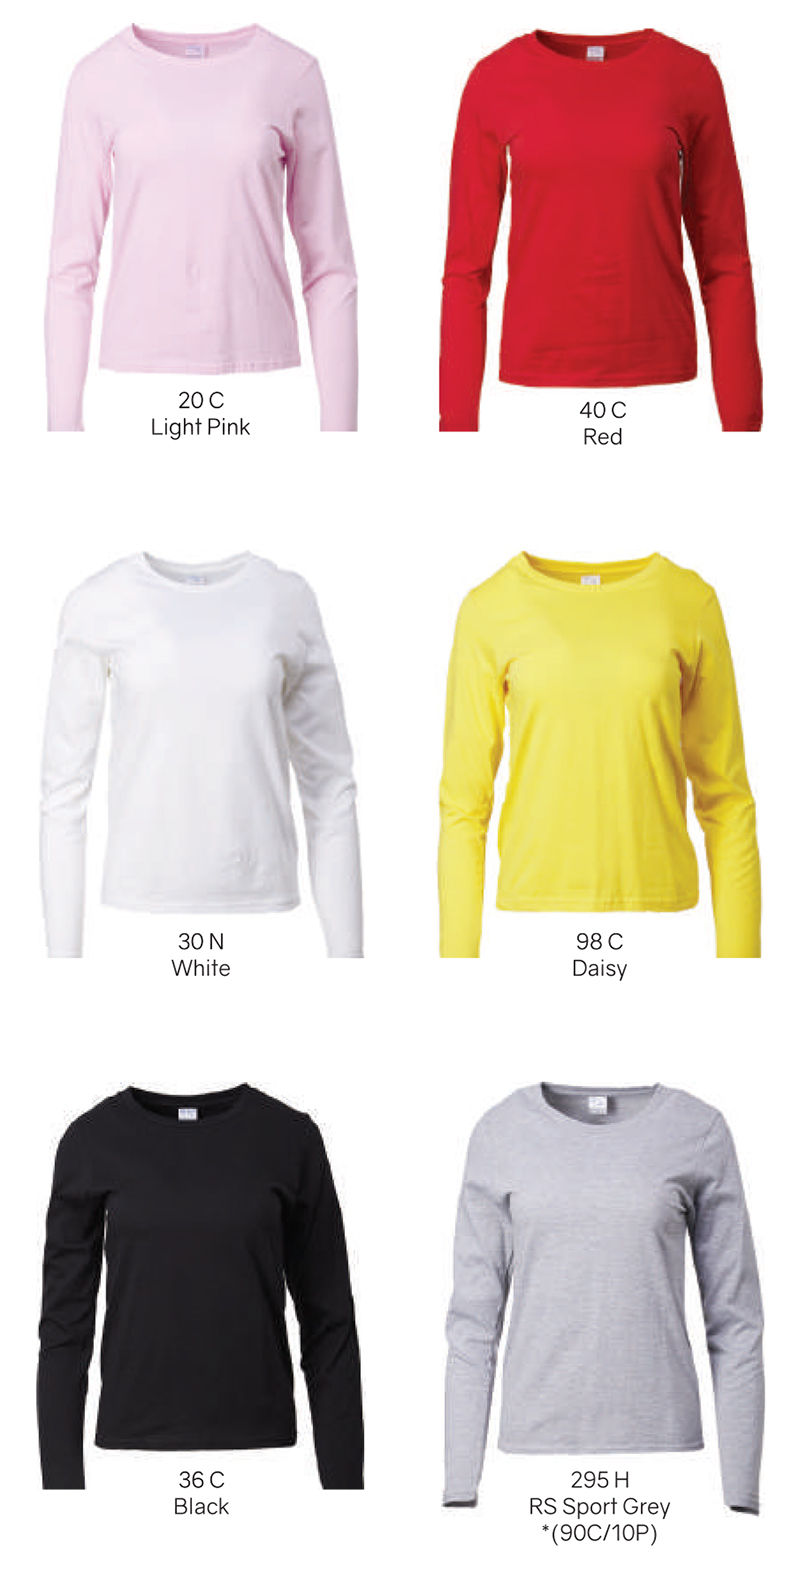 20 C
Light Pink
40 C
Red
30 N
White
98 C
Daisy
36 C
Black
295 H
RS Sport Grey
*(90C/10P)